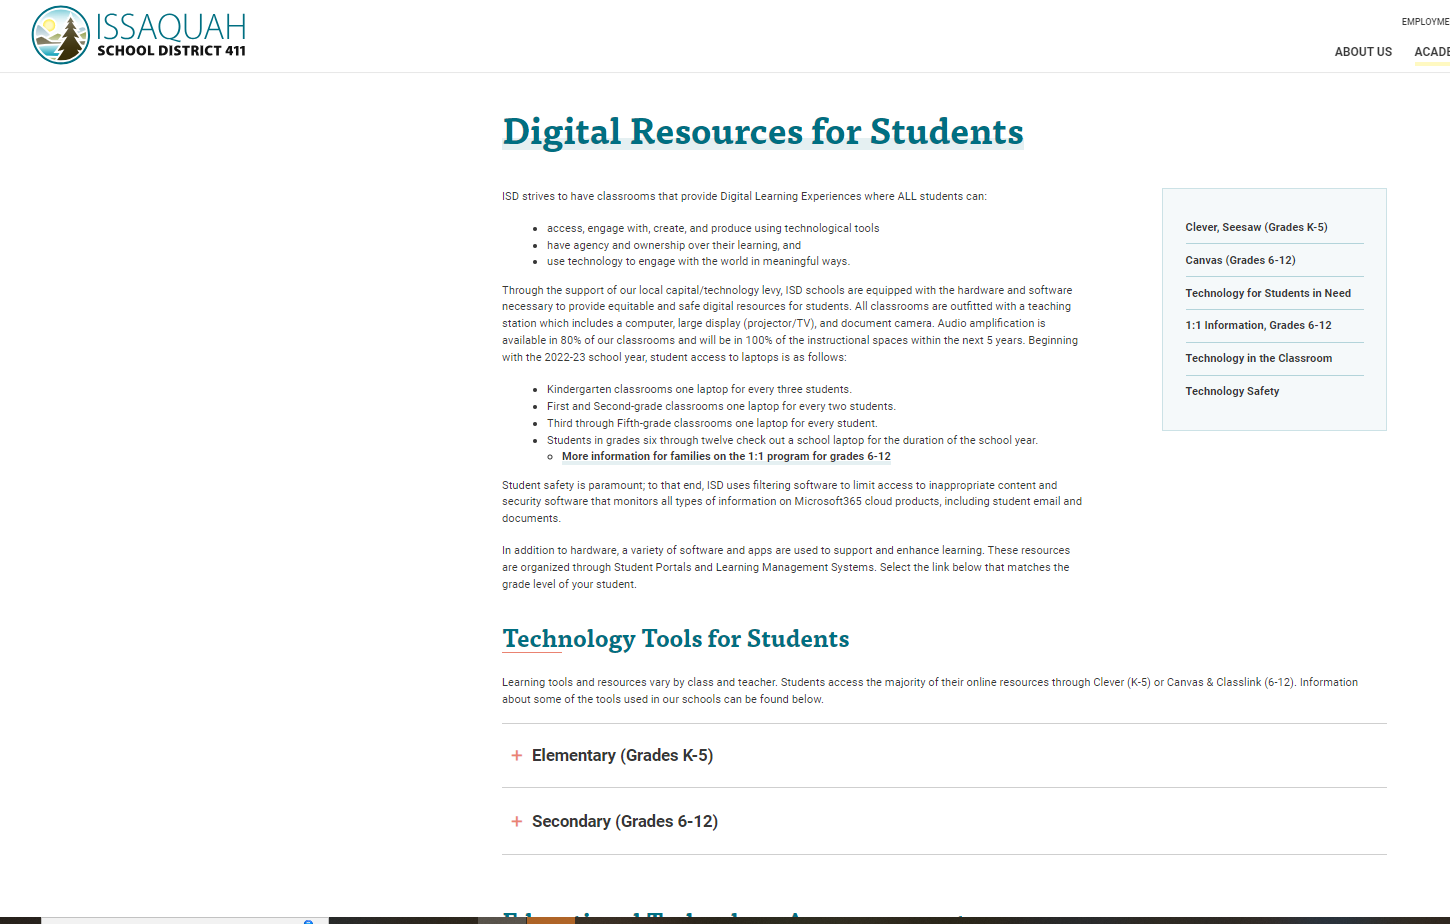 ISSAQUAH
SCHOOL DISTRICT 411
ABOUT US
Digital Resources for Students
ISD strives to have classrooms that provide Digital Learning Experiences where ALL students can:
access, engage with, create, and produce using technological tools
have agency and ownership over their learning, and
use technology to engage with the world in meaningful ways.
Through the support of our local capital/technology levy, ISD schools are equipped with the hardware and software
necessary to provide equitable and safe digital resources for students. All classrooms are outfitted with a teaching
station which includes a computer, large display (projector/TV), and document camera. Audio amplification is
available in 80% of our classrooms and will be in 100% of the instructional spaces within the next 5 years. Beginning
with the 2022-23 school year, student access to laptops is as follows:
Kindergarten classrooms one laptop for every three students.
First and Second-grade classrooms one laptop for every two students.
Third through Fifth-grade classrooms one laptop for every student.
Students in grades six through twelve check out a school laptop for the duration of the school year.
More information for families on the 1:1 program for grades 6-12
Student safety is paramount; to that end, ISD uses filtering software to limit access to inappropriate content and
security software that monitors all types of information on Microsoft365 cloud products, including student email and
documents.
In addition to hardware, a variety of software and apps are used to support and enhance learning. These resources
are organized through Student Portals and Learning Management Systems. Select the link below that matches the
grade level of your student.
Clever, Seesaw (Grades K-5)
Canvas (Grades 6-12)
Technology for Students in Need
1:1 Information, Grades 6-12
Technology in the Classroom
Technology Safety
Technology Tools for Students
Learning tools and resources vary by class and teacher. Students access the majority of their online resources through Clever (K-5) or Canvas & Classlink (6-12). Information
about some of the tools used in our schools can be found below.
+ Elementary (Grades K-5)
+ Secondary (Grades 6-12)